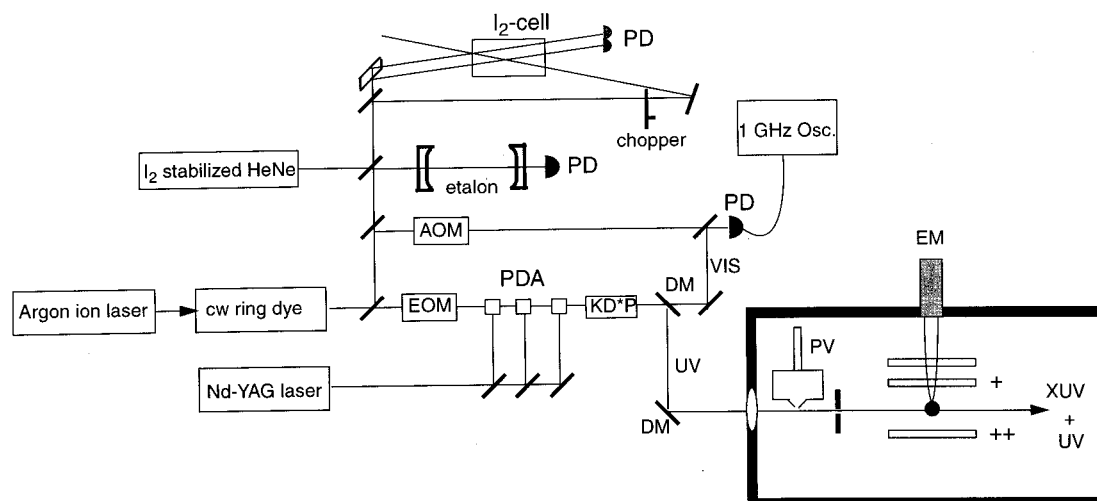 I₂-cell
PD
chopper
1 GHz Osc.
I₂ stabilized HeNe
etalon
PD
PD
AOM
VIS
EM
DM
PDA
Argon ion laser
cw ring dye
EOM
KD*P
PV
UV
Nd-YAG laser
+
XUV
+
UV
DM
++